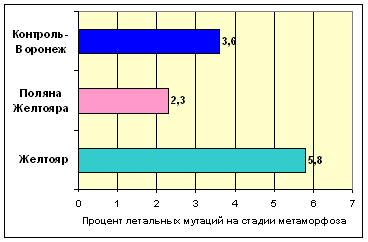 Контроль-
Воронеж
3,6
Поляна
Желтояра
2,3
Желтояр
5,8
0 1 2 3 4 5 6 7
Процент летальных мутаций на стадии метаморфоза